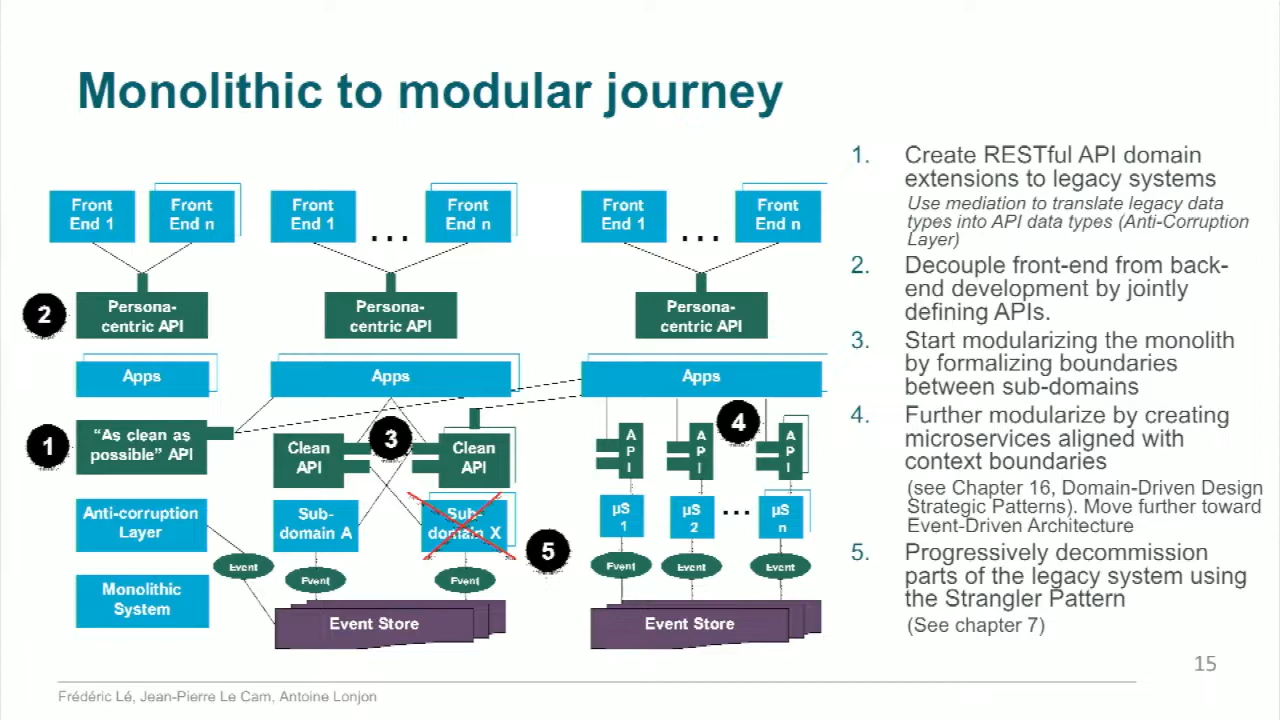 Monolithic to modular journey
Front
End 1
Front
End n
Front
End 1
...
Front
End n
Front
End 1
...
Front
End n
2
Persona-
centric API
Persona-
centric API
Persona-
centric API
Apps
Apps
Apps
1
“As clean as
possible” API
Clean
API
3
Clean
API
A
P
I
A
P
I
4
A
P
I
Anti-corruption
Layer
Sub-
domain A
Sub-
domain X
5
µS
1
µS
2
...
µS
n
Event
Event
Event
Event
Event
Event
Monolithic
System
Event Store
Event Store
1. Create RESTful API domain
extensions to legacy systems
Use mediation to translate legacy data
types into API data types (Anti-Corruption
Layer)
2. Decouple front-end from back-
end development by jointly
defining APIs.
3. Start modularizing the monolith
by formalizing boundaries
between sub-domains
4. Further modularize by creating
microservices aligned with
context boundaries
(see Chapter 16, Domain-Driven Design
Strategic Patterns). Move further toward
Event-Driven Architecture
5. Progressively decommission
parts of the legacy system using
the Strangler Pattern
(See chapter 7)
15
Frédéric Lé, Jean-Pierre Le Cam, Antoine Lonjon